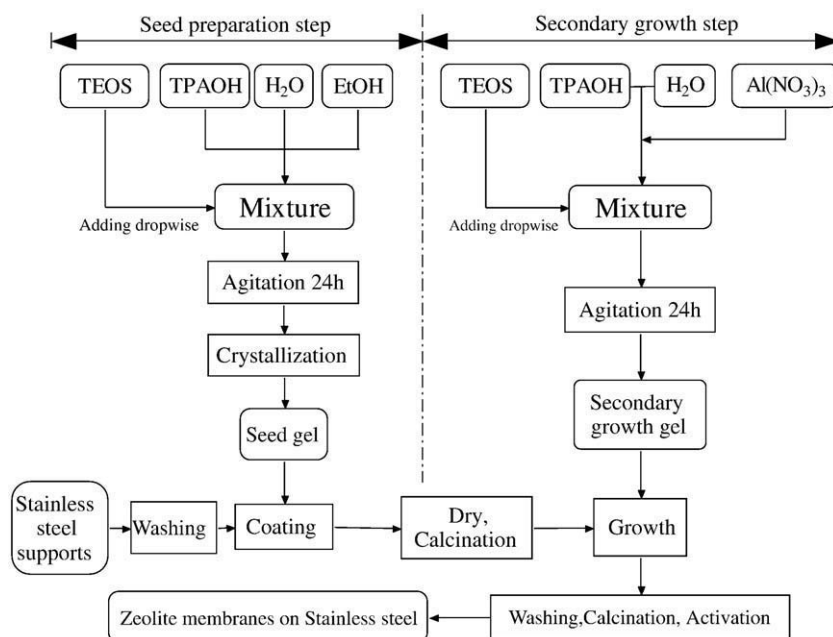 Seed preparation step
Secondary growth step
TEOS
TPAOH
H₂O
EtOH
TEOS
TPAOH
H₂O
Al(NO₃)₃
Adding dropwise
Mixture
Adding dropwise
Mixture
Agitation 24h
Agitation 24h
Crystallization
Seed gel
Secondary
growth gel
Stainless
steel
supports
Washing
Coating
Dry,
Calcination
Growth
Zeolite membranes on Stainless steel
Washing,Calcination, Activation